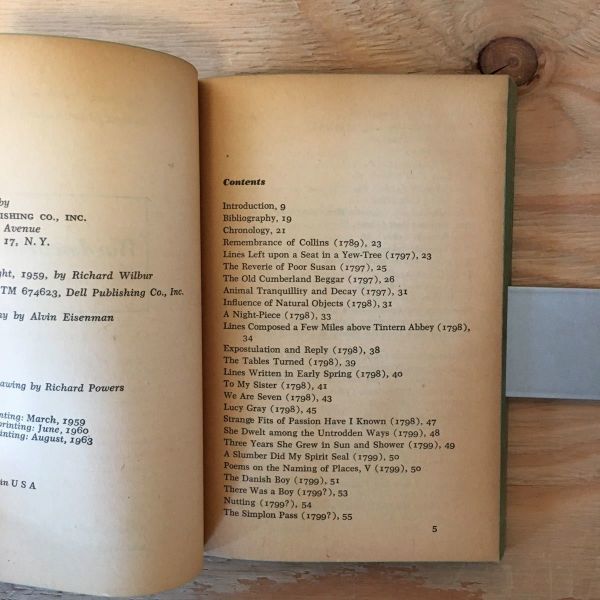 by
ISHING CO., INC.
Avenue
17, N. Y.
ght, 1959, by Richard Wilbur
TM 674623, Dell Publishing Co., Inc.
by by Alvin Eisenman
awing by Richard Powers
nting: March, 1959
printing: June, 1960
rinting: August, 1963
in U S A
Contents
Introduction, 9
Bibliography, 19
Chronology, 21
Remembrance of Collins (1789), 23
Lines Left upon a Seat in a Yew-Tree (1797), 23
The Reverie of Poor Susan (1797), 25
The Old Cumberland Beggar (1797), 26
Animal Tranquillity and Decay (1797), 31
Influence of Natural Objects (1798), 31
A Night-Piece (1798), 33
Lines Composed a Few Miles above Tintern Abbey (1798),
34
Expostulation and Reply (1798), 38
The Tables Turned (1798), 39
Lines Written in Early Spring (1798), 40
To My Sister (1798), 41
We Are Seven (1798), 43
Lucy Gray (1798), 45
Strange Fits of Passion Have I Known (1798), 47
She Dwelt among the Untrodden Ways (1799), 48
Three Years She Grew in Sun and Shower (1799), 49
A Slumber Did My Spirit Seal (1799), 50
Poems on the Naming of Places, V (1799), 50
The Danish Boy (1799), 51
There Was a Boy (1799?), 53
Nutting (1799?), 54
The Simplon Pass (1799?), 55
5